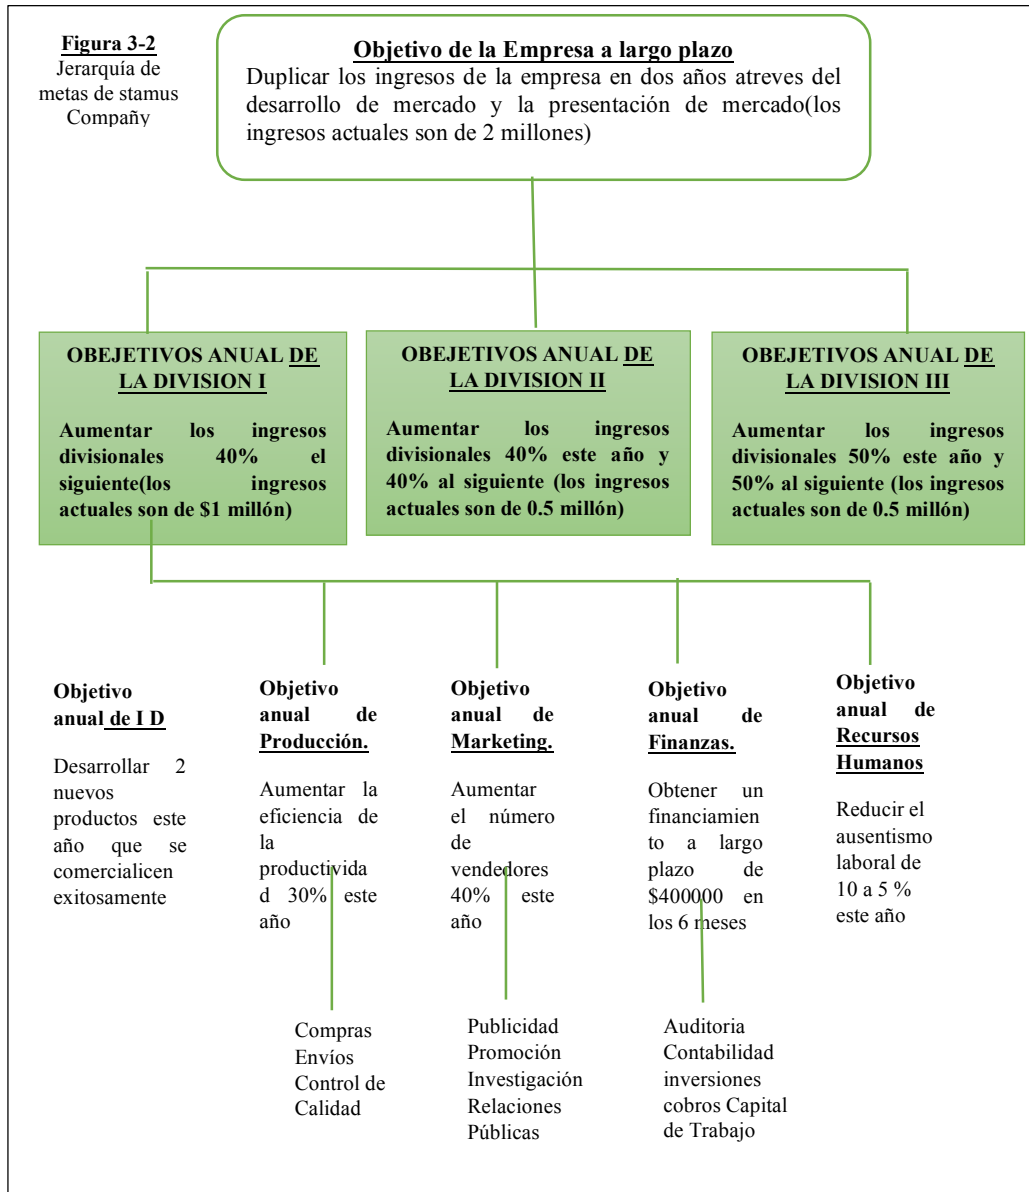 Figura 3-2
Jerarquía de
metas de stamus
Compañy
Objetivo de la Empresa a largo plazo
Duplicar los ingresos de la empresa en dos años atreves del
desarrollo de mercado y la presentación de mercado(los
ingresos actuales son de 2 millones)
OBEJETIVOS ANUAL DE
LA DIVISION I
Aumentar los ingresos
divisionales 40% el
siguiente(los ingresos
actuales son de $1 millón)
OBEJETIVOS ANUAL DE
LA DIVISION II
Aumentar los ingresos
divisionales 40% este año y
40% al siguiente (los ingresos
actuales son de 0.5 millón)
OBEJETIVOS ANUAL DE
LA DIVISION III
Aumentar los ingresos
divisionales 50% este año y
50% al siguiente (los ingresos
actuales son de 0.5 millón)
Objetivo
anual de I D
Desarrollar 2
nuevos
productos este
año que se
comercialicen
exitosamente
Objetivo
anual de
Producción.
Aumentar la
eficiencia de
la
productivida
d 30% este
año
Objetivo
anual de
Marketing.
Aumentar
el número
de
vendedores
40% este
año
Objetivo
anual de
Finanzas.
Obtener un
financiamien
to a largo
plazo de
$400000 en
los 6 meses
Objetivo
anual de
Recursos
Humanos
Reducir el
ausentismo
laboral de
10 a 5 %
este año
Compras
Envíos
Control de
Calidad
Publicidad
Promoción
Investigación
Relaciones
Públicas
Auditoria
Contabilidad
inversiones
cobros Capital
de Trabajo